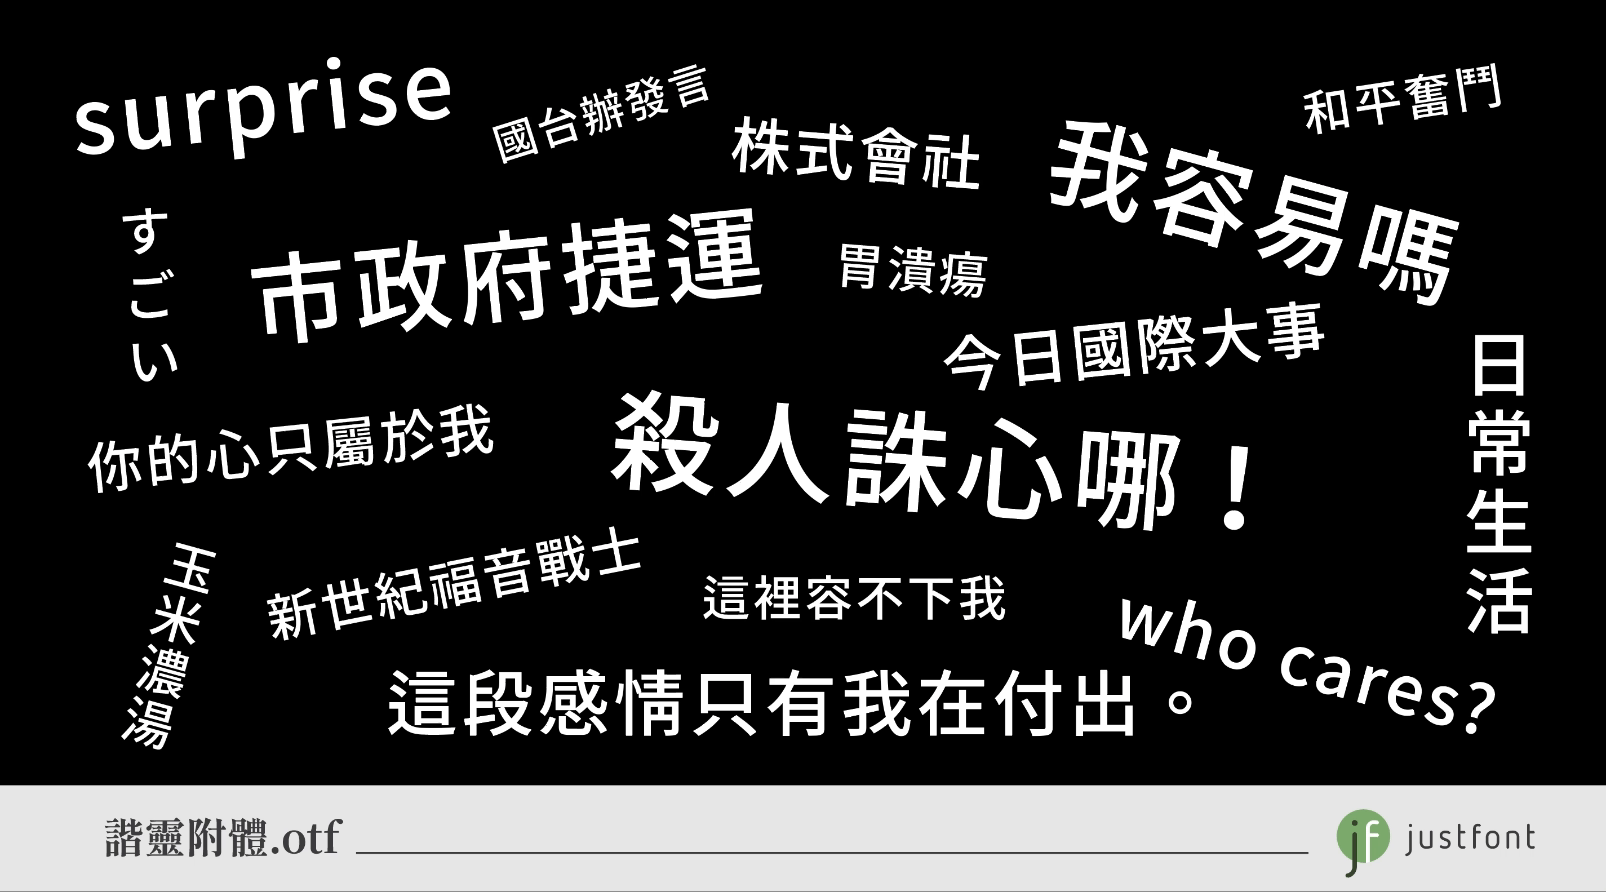 surprise
國台辦發言
株式會社
我容易嗎
和平奮鬥
すごい
市政府捷運
胃潰瘍
今日國際大事
日常生活
你的心只屬於我
殺人誅心哪！
玉米濃湯
新世紀福音戰士
這裡容不下我
who cares?
這段感情只有我在付出。
諧靈附體.otf
jf justfont